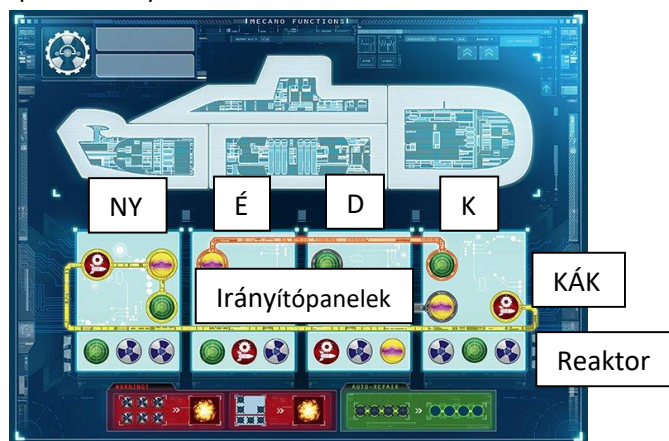 MECANO FUNCTIONS
NY
É
D
K
KÁK
Irányítópanelek
Reaktor
WARNING!
AUTO-REPAIR